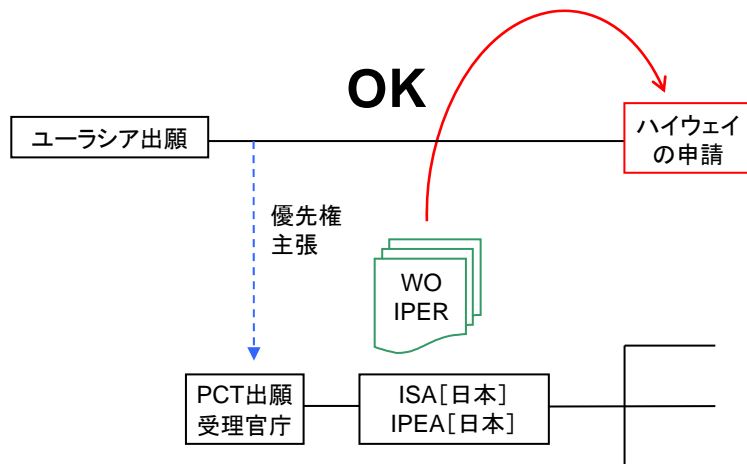 OK
ユーラシア出願
ハイウェイ
の申請
優先権
主張
WO
IPER
PCT出願
受理官庁
ISA[日本]
IPEA[日本]